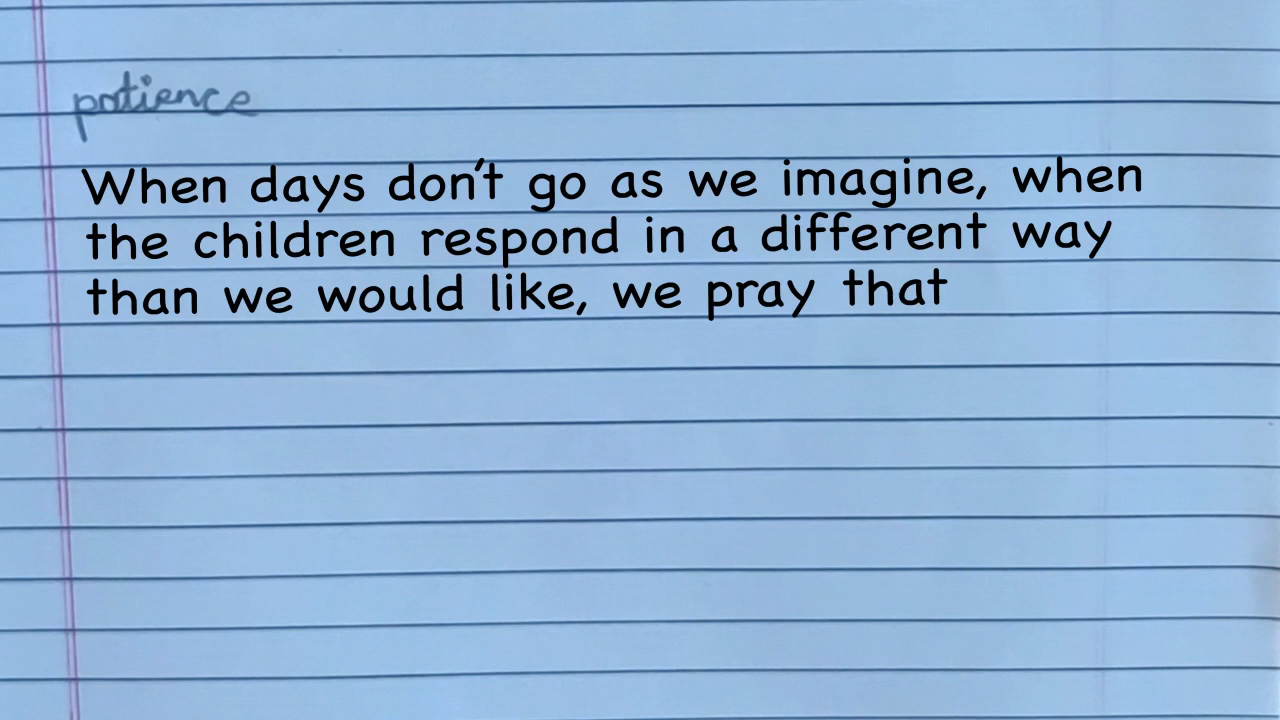 patience
When days don't go as we imagine, when
the children respond in a different way
than we would like, we pray that